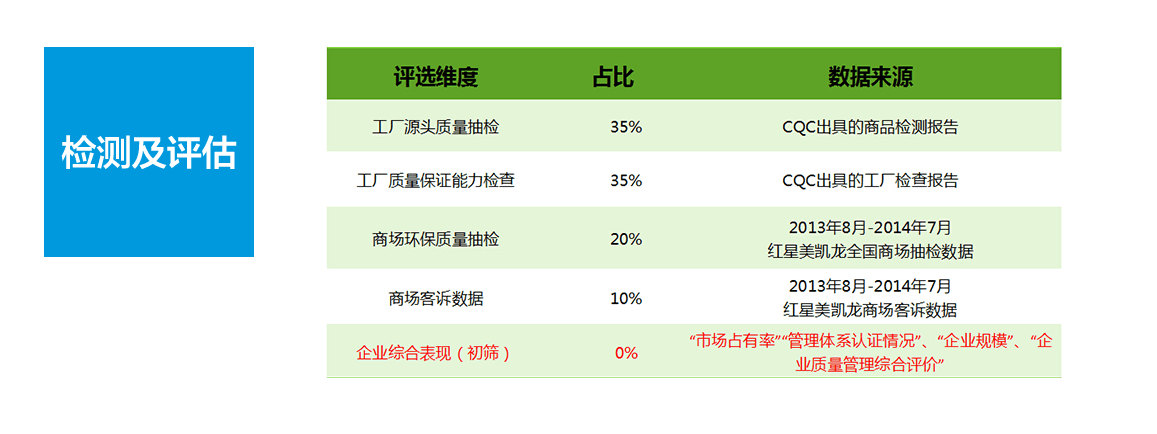 检测及评估
评选维度 占比 数据来源
工厂源头质量抽检 35% CQC出具的商品检测报告
工厂质量保证能力检查 35% CQC出具的工厂检查报告
商场环保质量抽检 20% 2013年8月-2014年7月
红星美凯龙全国商场抽检数据
商场客诉数据 10% 2013年8月-2014年7月
红星美凯龙商场客诉数据
企业综合表现（初筛） 0% “市场占有率”“管理体系认证情况”、“企业规模”、“企
业质量管理综合评价”